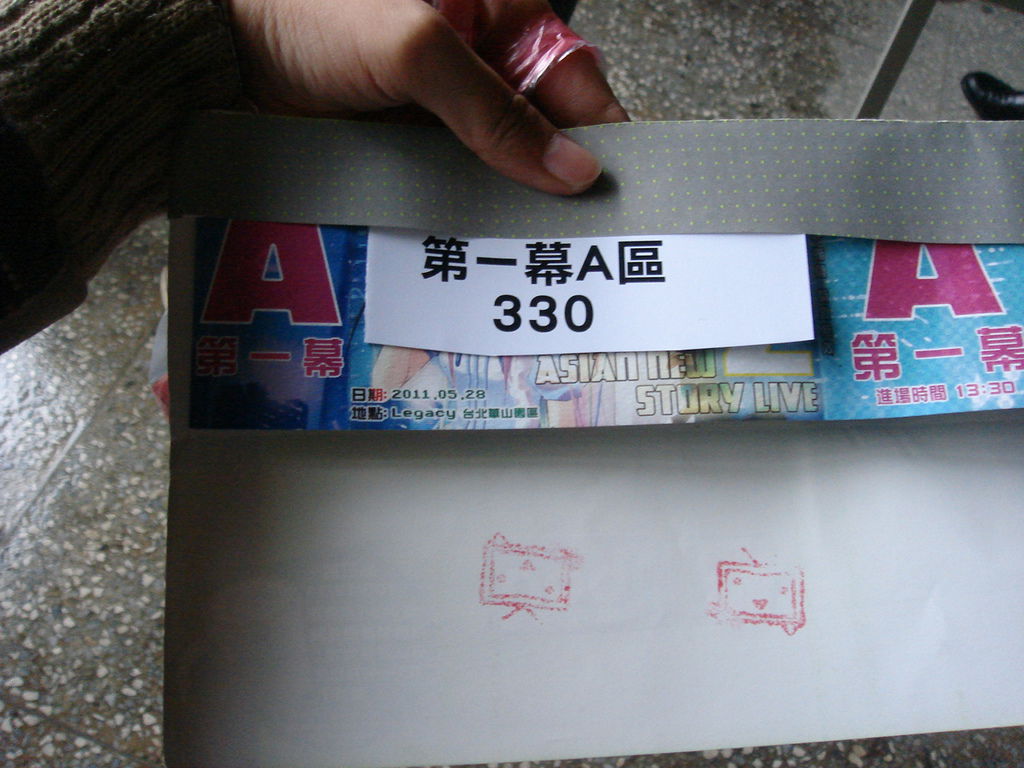 A
第一幕
第一幕A區
330
日期: 2011.05.28
地點: Legacy 台北華山園區
ASIAN NEW
STORY LIVE
A
第一幕
進場時間 13:30